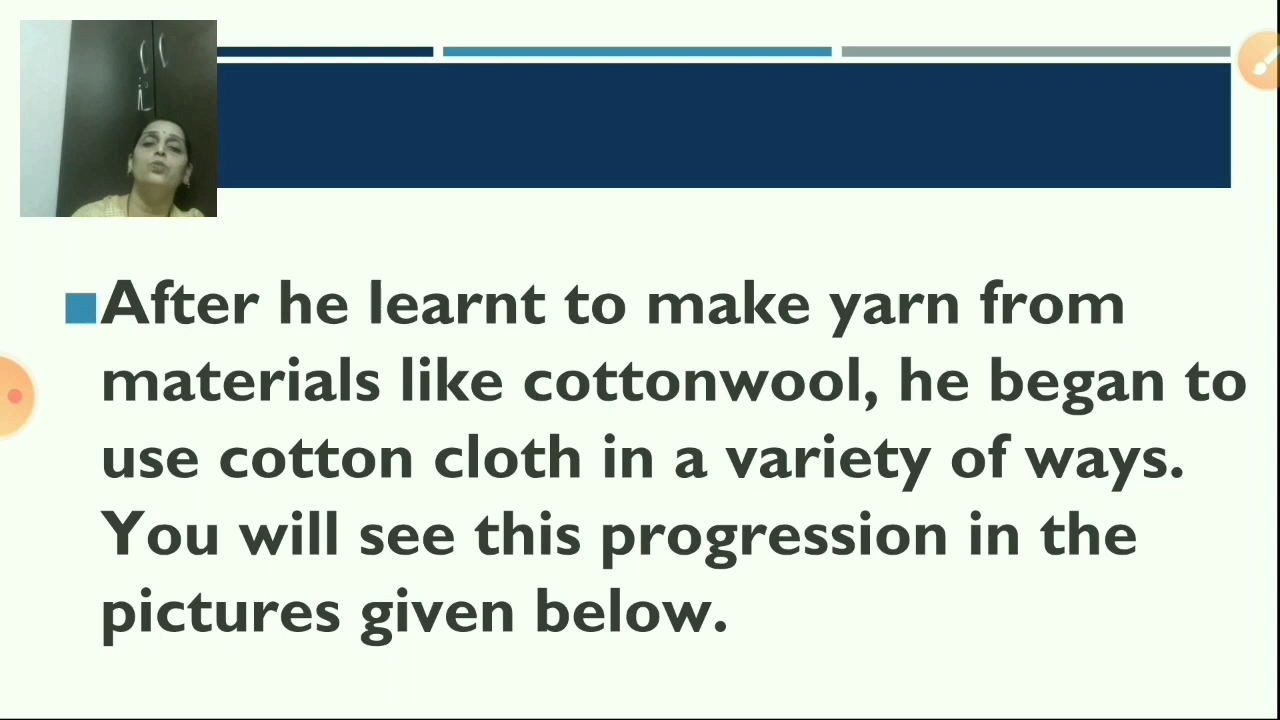 After he learnt to make yarn from
materials like cottonwool, he began to
use cotton cloth in a variety of ways.
You will see this progression in the
pictures given below.